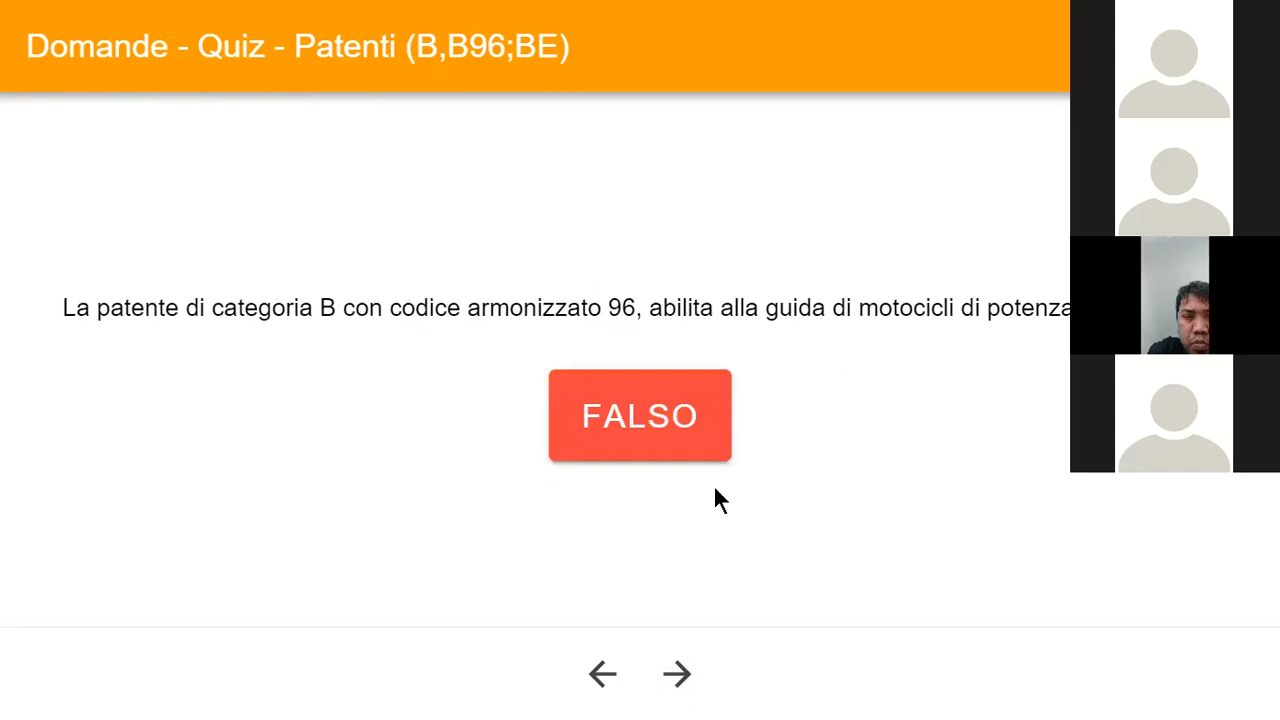 Domande - Quiz - Patenti (B,B96;BE)
La patente di categoria B con codice armonizzato 96, abilita alla guida di motocicli di potenza
FALSO